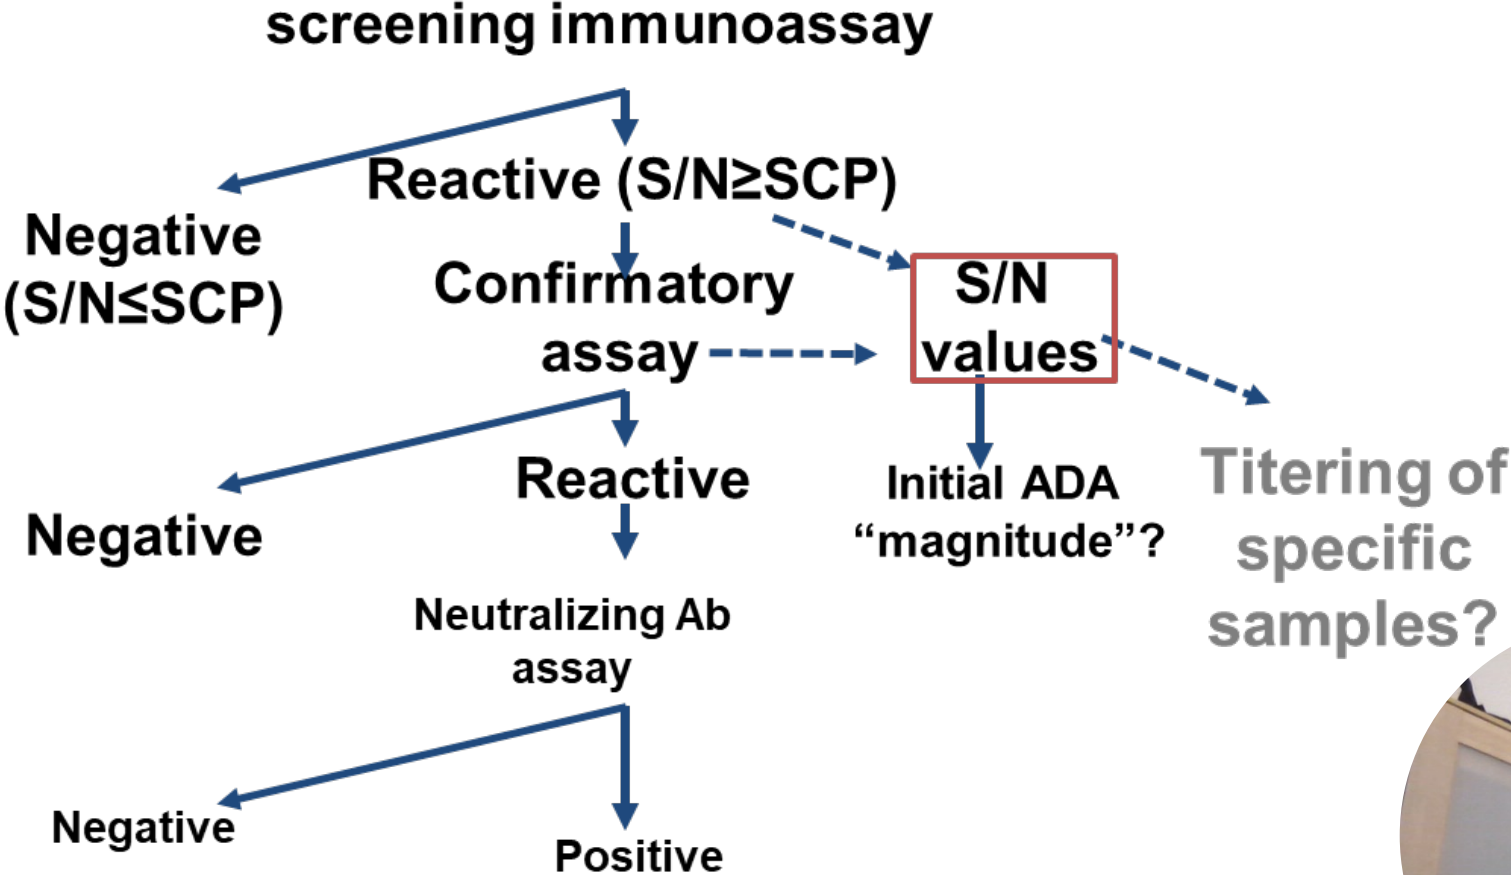 screening immunoassay
Reactive (S/N≥SCP)
Negative
(S/N≤SCP)
Confirmatory
assay
S/N
values
Reactive
Negative
Initial ADA
“magnitude”?
Titering of
specific
samples?
Neutralizing Ab
assay
Negative
Positive